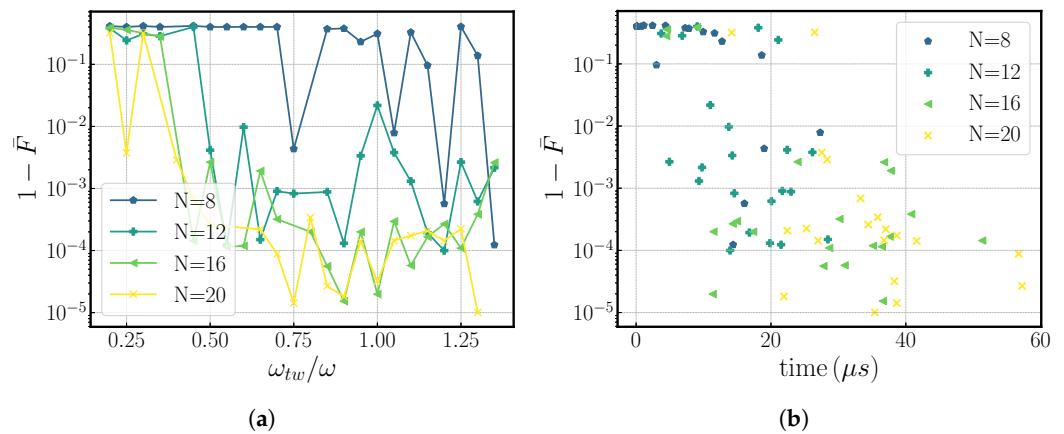 1 − F̄
10⁻¹
10⁻²
10⁻³
10⁻⁴
10⁻⁵
N=8
N=12
N=16
N=20
0.25 0.50 0.75 1.00 1.25
ω_tw/ω
(a)
1 − F̄
10⁻¹
10⁻²
10⁻³
10⁻⁴
10⁻⁵
N=8
N=12
N=16
N=20
0 20 40 60
time (μs)
(b)